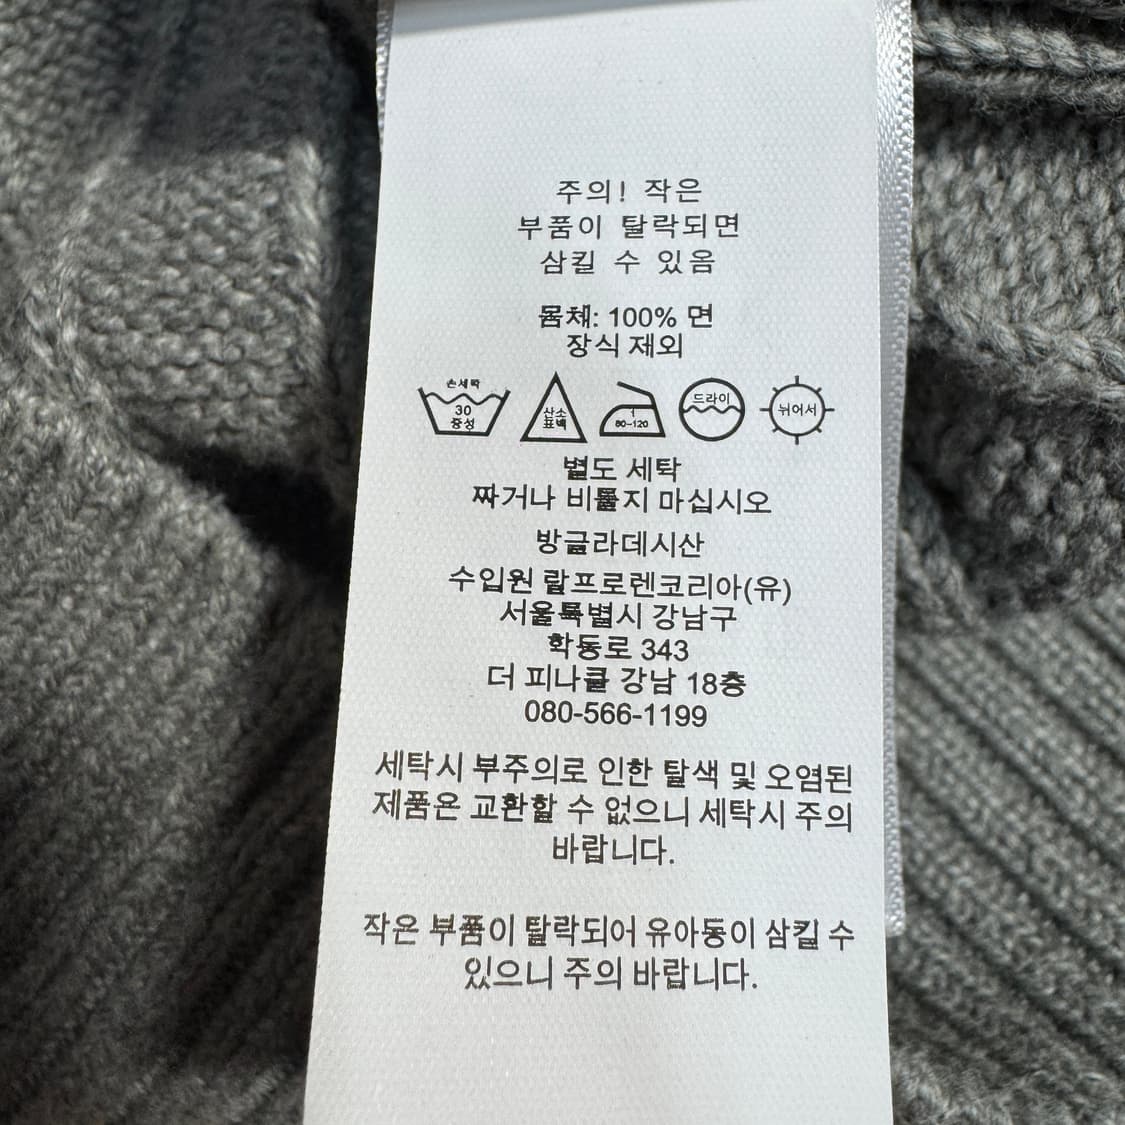 주의! 작은
부품이 탈락되면
삼킬 수 있음
몸체: 100% 면
장식 제외
손세탁
30
중성
산소
표백
1
80-120
드라이
뉘어서
별도 세탁
짜거나 비틀지 마십시오
방글라데시산
수입원 랄프로렌코리아(유)
서울특별시 강남구
학동로 343
더 피나클 강남 18층
080-566-1199
세탁시 부주의로 인한 탈색 및 오염된
제품은 교환할 수 없으니 세탁시 주의
바랍니다.
작은 부품이 탈락되어 유아동이 삼킬 수
있으니 주의 바랍니다.